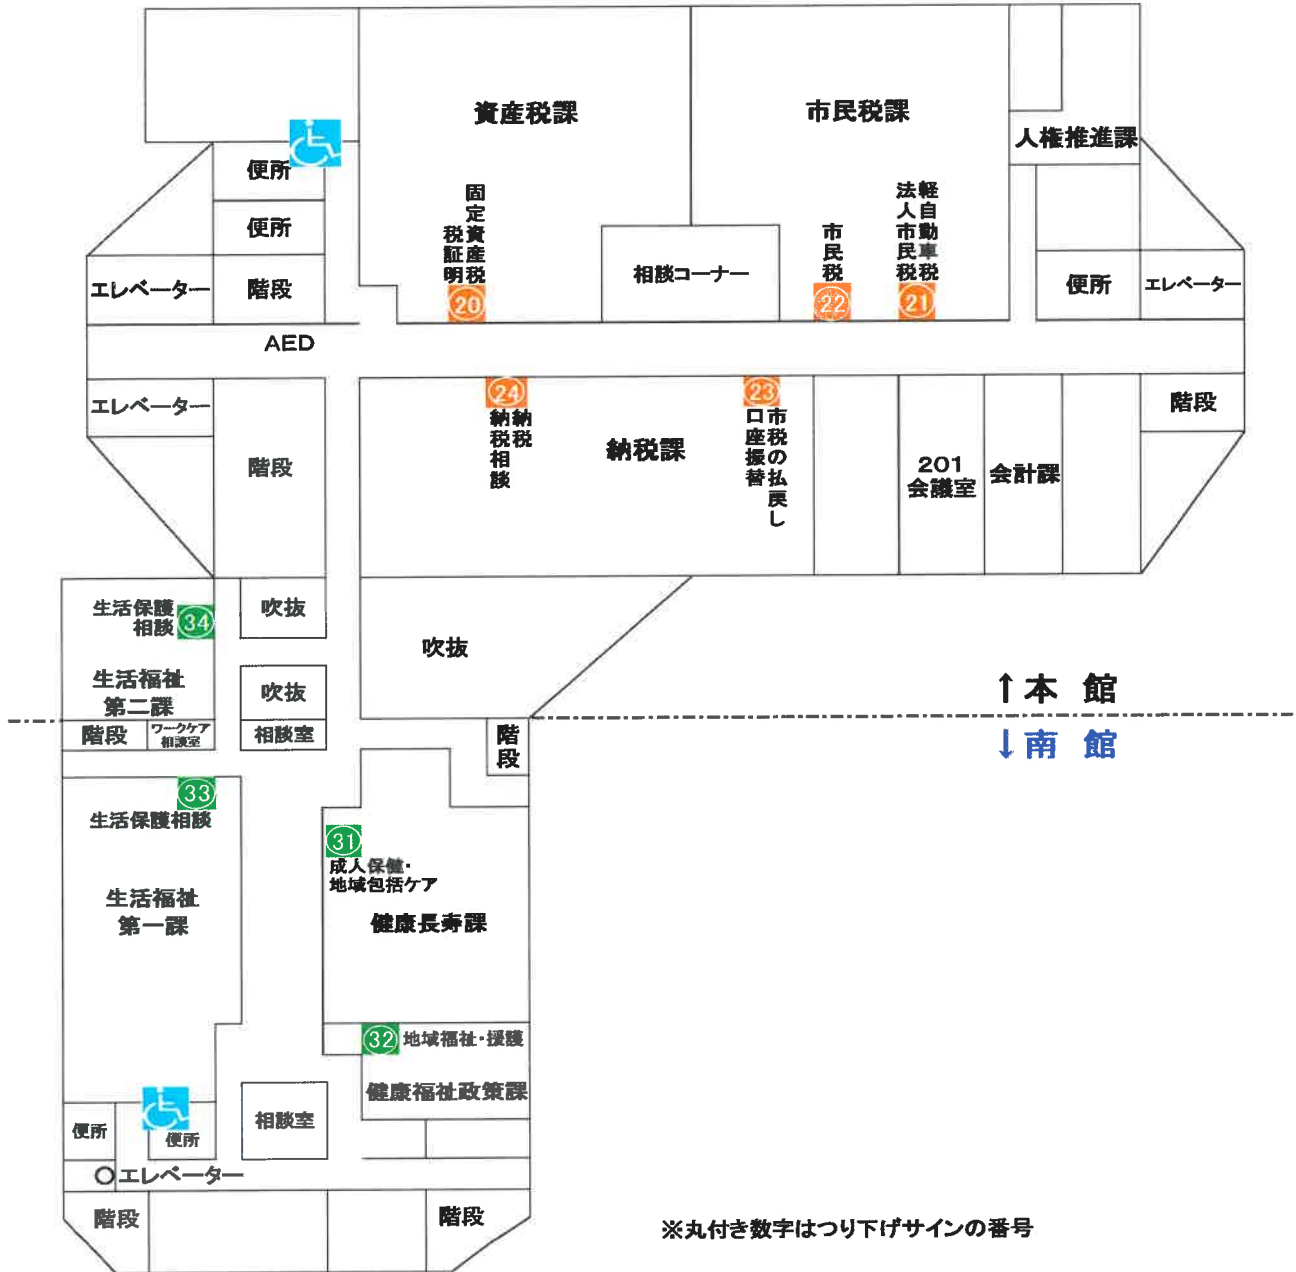 資産税課
市民税課
人権推進課
便所
固定資産税
税証明
20
便所
相談コーナー
市民税
22
軽自動車税
法人市民税
21
エレベーター
階段
便所
エレベーター
AED
エレベーター
24
納税
納税相談
納税課
23
市税の払戻し
口座振替
階段
階段
201
会議室
会計課
生活保護
相談
34
吹抜
吹抜
生活福祉
第二課
吹抜
↑本 館
階段
ワークケア
相談室
相談室
階段
↓南 館
33
生活保護相談
31
成人保健・
地域包括ケア
生活福祉
第一課
健康長寿課
32
地域福祉・援護
健康福祉政策課
便所
便所
相談室
エレベーター
階段
階段
※丸付き数字はつり下げサインの番号